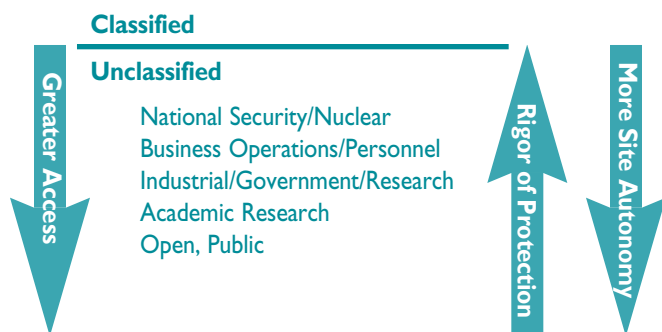 Classified
Unclassified
Greater Access
National Security/Nuclear
Business Operations/Personnel
Industrial/Government/Research
Academic Research
Open, Public
Rigor of Protection
More Site Autonomy